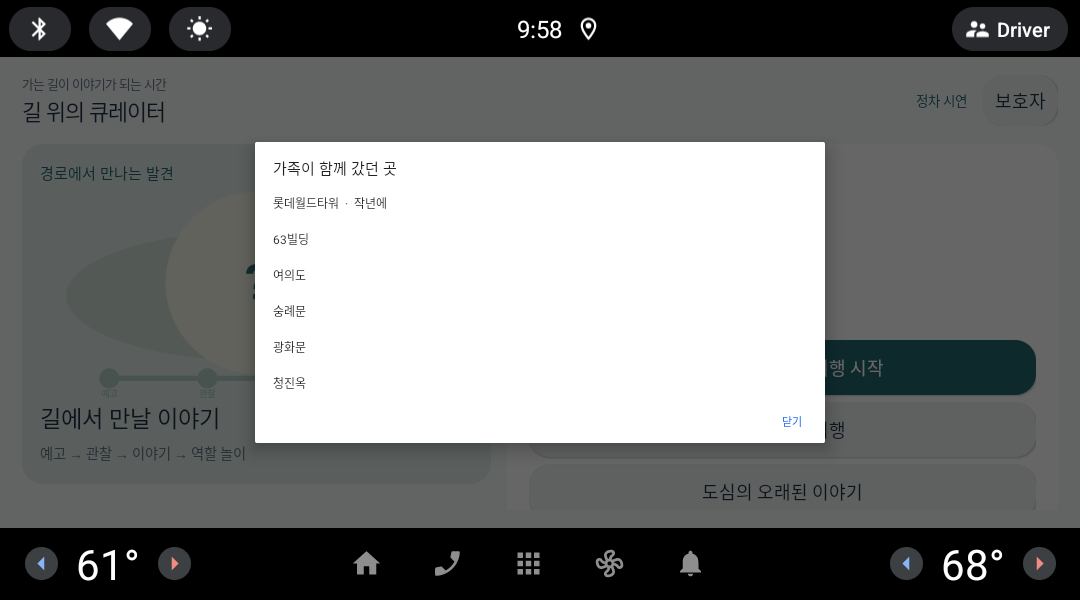 9:58
Driver
가는 길이 이야기가 되는 시간
길 위의 큐레이터
정차 시연
보호자
경로에서 만나는 발견
가족이 함께 갔던 곳
롯데월드타워 · 작년에
63빌딩
여의도
숭례문
광화문
청진옥
닫기
행 시작
행
예고
관찰
길에서 만날 이야기
예고 → 관찰 → 이야기 → 역할 놀이
도심의 오래된 이야기
61°
68°